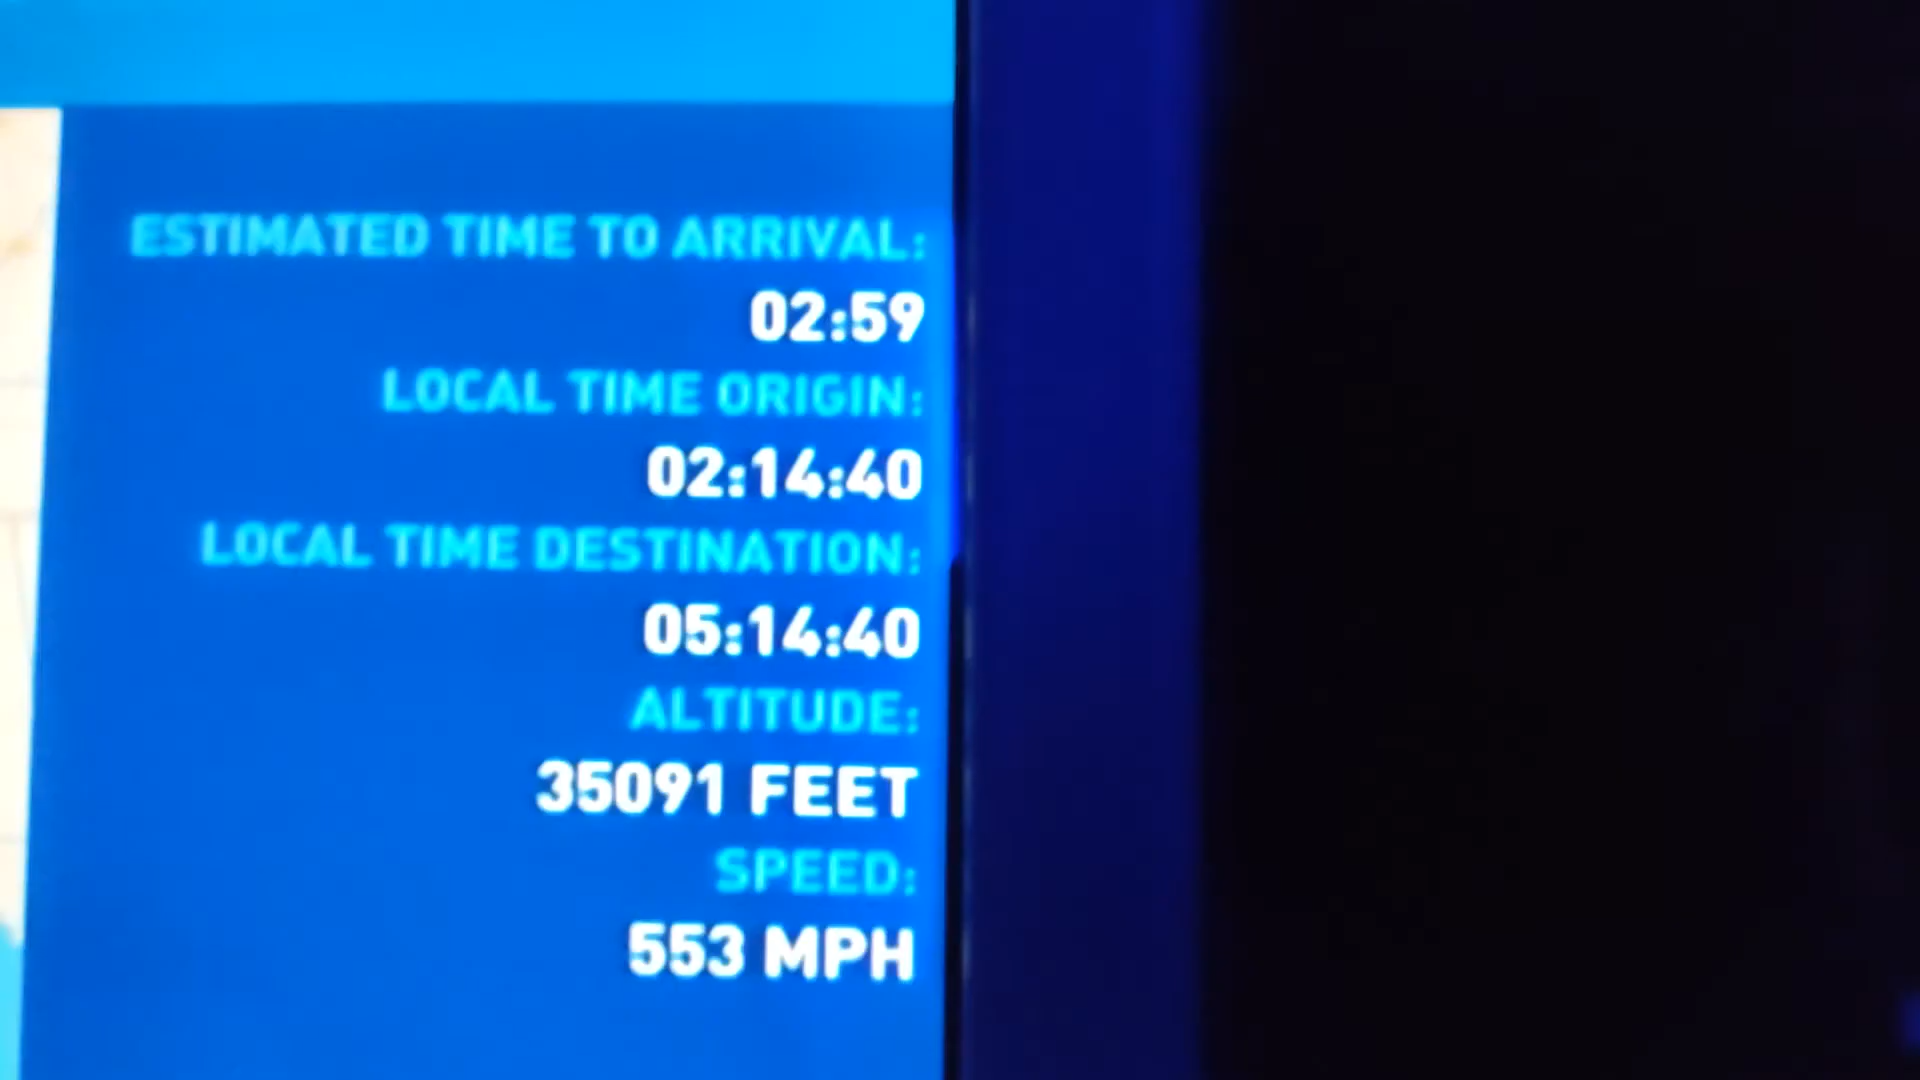 ESTIMATED TIME TO ARRIVAL:
02:59
LOCAL TIME ORIGIN:
02:14:40
LOCAL TIME DESTINATION:
05:14:40
ALTITUDE:
35091 FEET
SPEED:
553 MPH